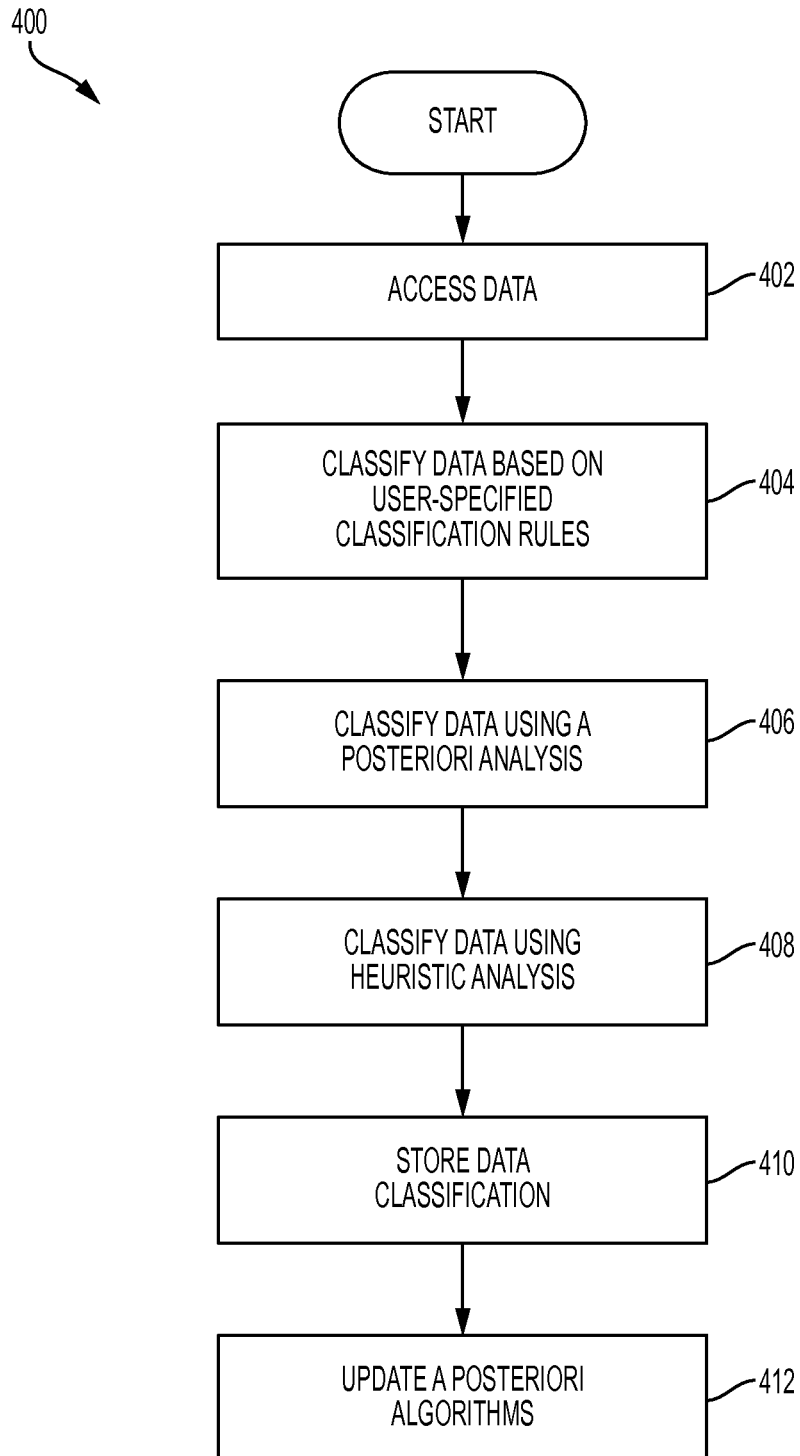 400
START
ACCESS DATA
402
CLASSIFY DATA BASED ON
USER-SPECIFIED
CLASSIFICATION RULES
404
CLASSIFY DATA USING A
POSTERIORI ANALYSIS
406
CLASSIFY DATA USING
HEURISTIC ANALYSIS
408
STORE DATA
CLASSIFICATION
410
UPDATE A POSTERIORI
ALGORITHMS
412